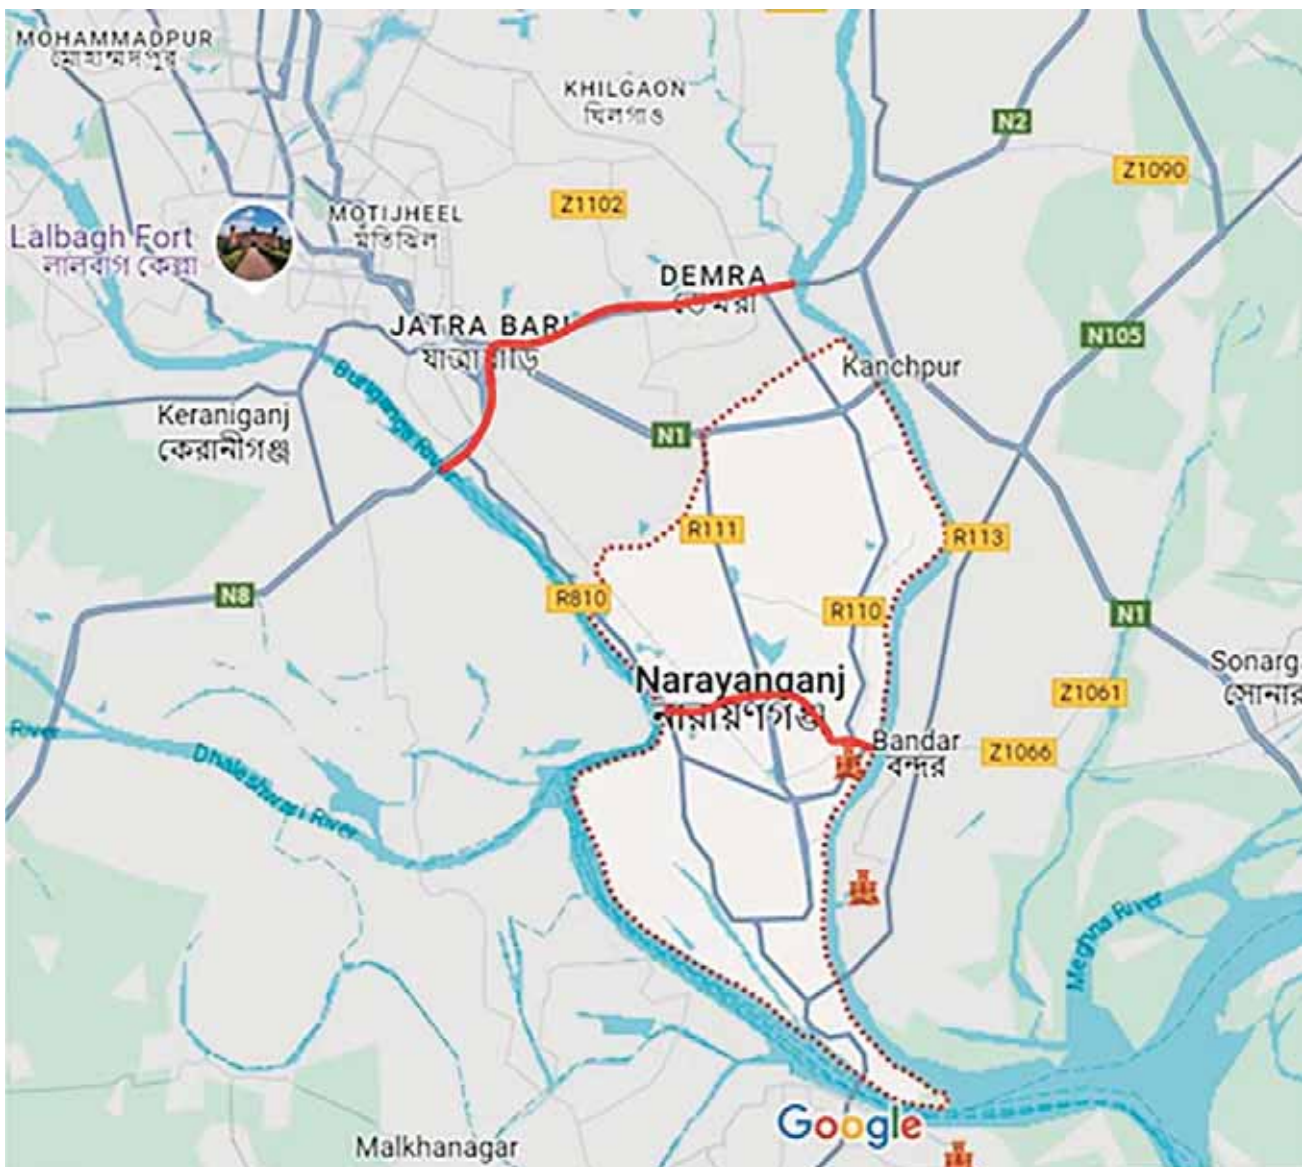 MOHAMMADPUR
মোহাম্মদপুর
KHILGAON
খিলগাঁও
N2
Z1090
Z1102
MOTIJHEEL
মতিঝিল
Lalbagh Fort
লালবাগ কেল্লা
DEMRA
ডেমরা
JATRA BARI
যাত্রাবাড়ি
N105
Kanchpur
Buriganga River
Keraniganj
কেরানীগঞ্জ
N1
R111
R113
N8
R810
R110
N1
Narayanganj
নারায়ণগঞ্জ
Sonarg
সোনার
Z1061
River
Bandar
বন্দর
Z1066
Dhaleshwari River
Meghna River
Google
Malkhanagar